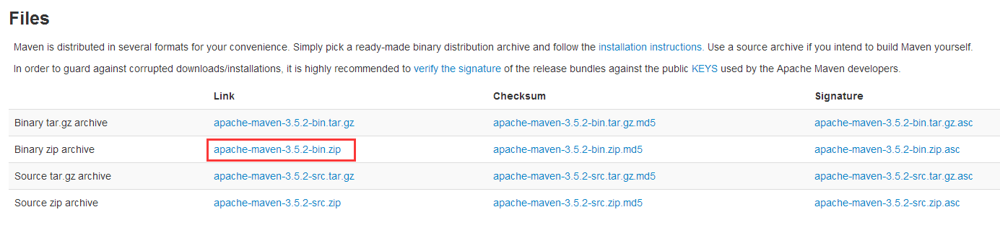 Files
Maven is distributed in several formats for your convenience. Simply pick a ready-made binary distribution archive and follow the installation instructions. Use a source archive if you intend to build Maven yourself.
In order to guard against corrupted downloads/installations, it is highly recommended to verify the signature of the release bundles against the public KEYS used by the Apache Maven developers.
Link Checksum Signature
Binary tar.gz archive apache-maven-3.5.2-bin.tar.gz apache-maven-3.5.2-bin.tar.gz.md5 apache-maven-3.5.2-bin.tar.gz.asc
Binary zip archive apache-maven-3.5.2-bin.zip apache-maven-3.5.2-bin.zip.md5 apache-maven-3.5.2-bin.zip.asc
Source tar.gz archive apache-maven-3.5.2-src.tar.gz apache-maven-3.5.2-src.tar.gz.md5 apache-maven-3.5.2-src.tar.gz.asc
Source zip archive apache-maven-3.5.2-src.zip apache-maven-3.5.2-src.zip.md5 apache-maven-3.5.2-src.zip.asc